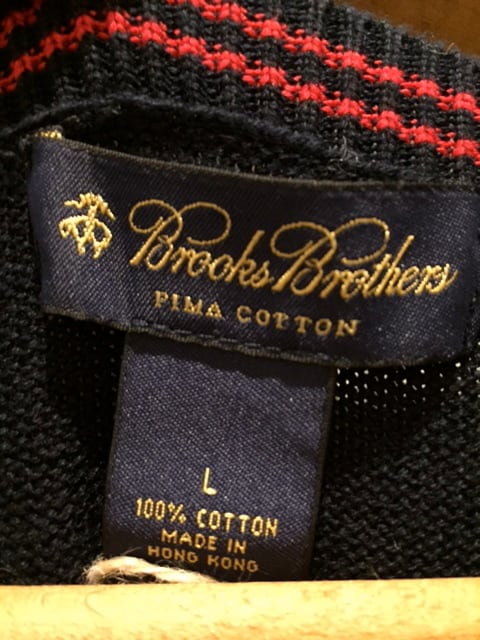 Brooks Brothers
PIMA COTTON
L
100% COTTON
MADE IN
HONG KONG